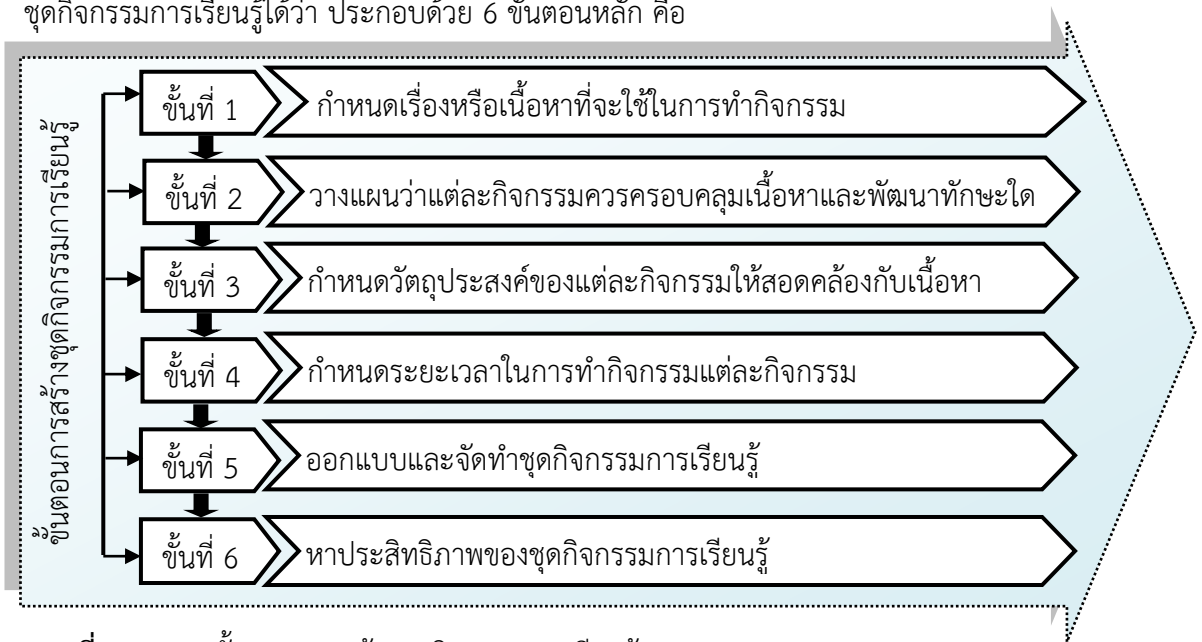 ชุดกิจกรรมการเรียนรู้ได้ว่า ประกอบด้วย 6 ขั้นตอนหลัก คือ
ขั้นตอนการสร้างชุดกิจกรรมการเรียนรู้
ขั้นที่ 1 กำหนดเรื่องหรือเนื้อหาที่จะใช้ในการทำกิจกรรม
ขั้นที่ 2 วางแผนว่าแต่ละกิจกรรมควรครอบคลุมเนื้อหาและพัฒนาทักษะใด
ขั้นที่ 3 กำหนดวัตถุประสงค์ของแต่ละกิจกรรมให้สอดคล้องกับเนื้อหา
ขั้นที่ 4 กำหนดระยะเวลาในการทำกิจกรรมแต่ละกิจกรรม
ขั้นที่ 5 ออกแบบและจัดทำชุดกิจกรรมการเรียนรู้
ขั้นที่ 6 หาประสิทธิภาพของชุดกิจกรรมการเรียนรู้